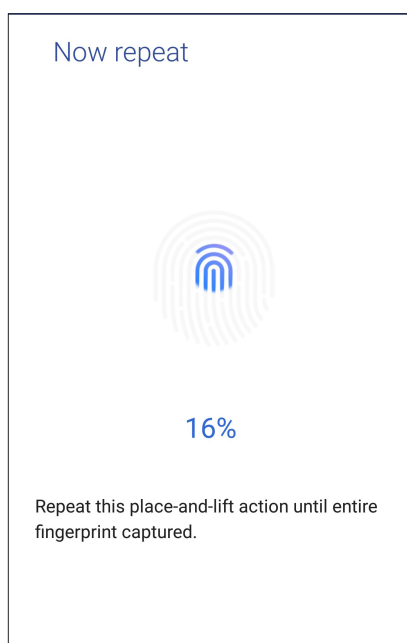 Now repeat
16%
Repeat this place-and-lift action until entire
fingerprint captured.